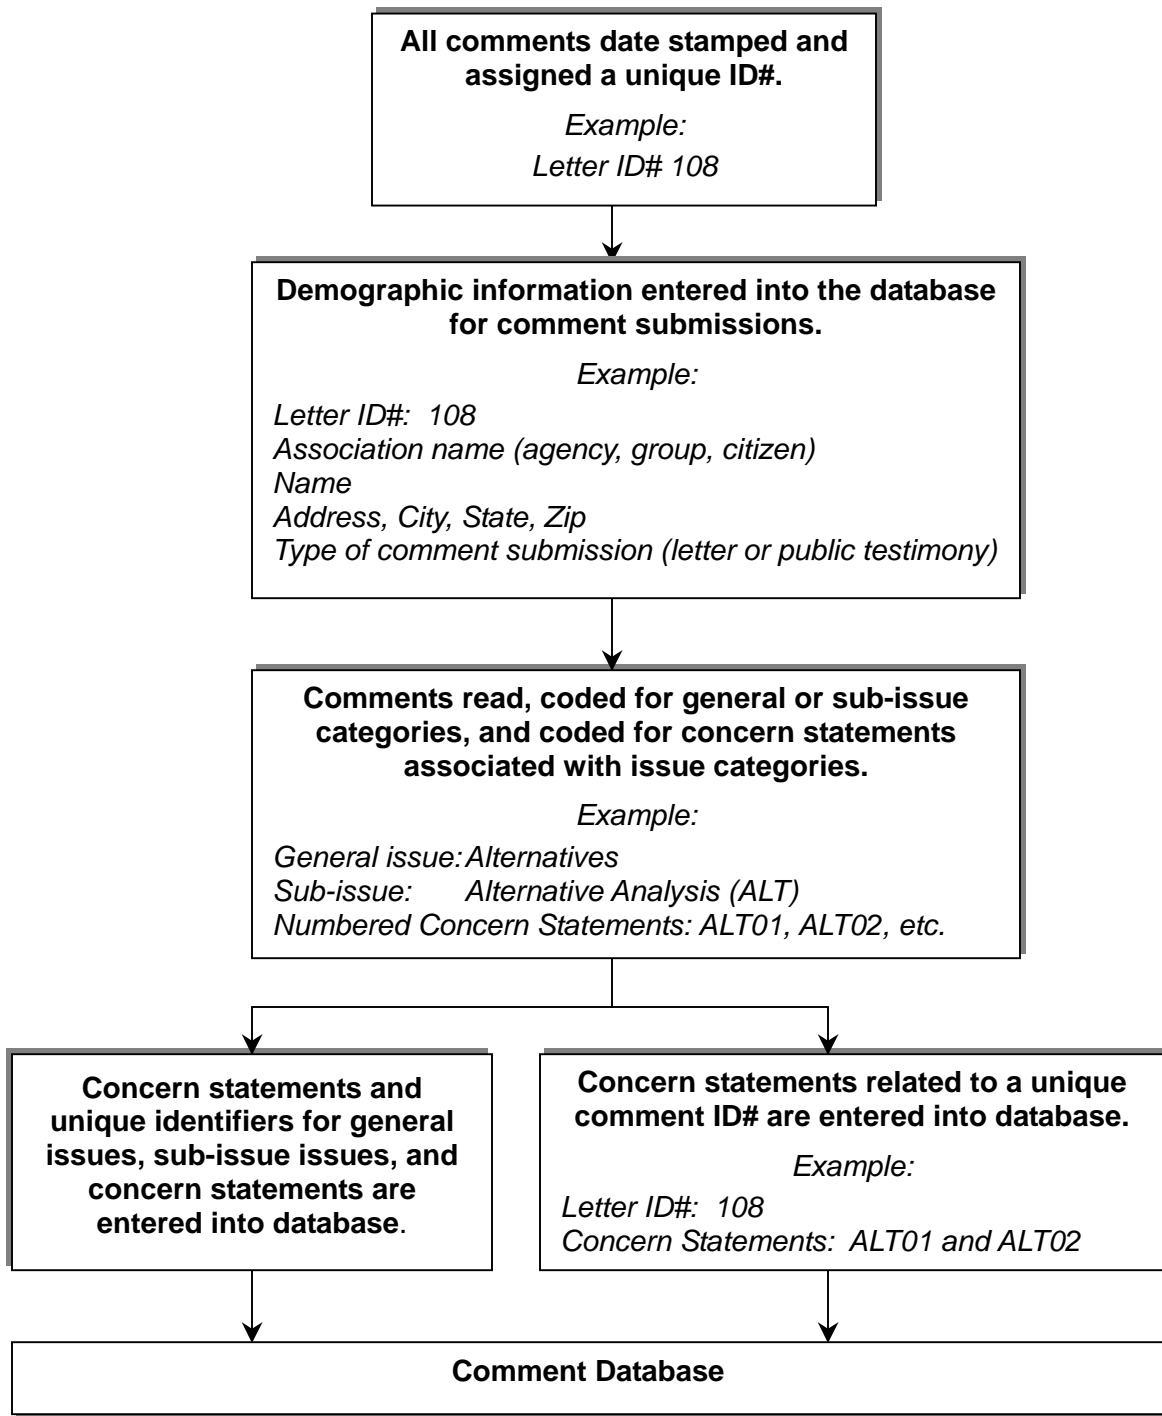 All comments date stamped and
assigned a unique ID#.
Example:
Letter ID# 108
Demographic information entered into the database
for comment submissions.
Example:
Letter ID#:  108
Association name (agency, group, citizen)
Name
Address, City, State, Zip
Type of comment submission (letter or public testimony)
Comments read, coded for general or sub-issue
categories, and coded for concern statements
associated with issue categories.
Example:
General issue: Alternatives
Sub-issue: Alternative Analysis (ALT)
Numbered Concern Statements: ALT01, ALT02, etc.
Concern statements and
unique identifiers for general
issues, sub-issue issues, and
concern statements are
entered into database.
Concern statements related to a unique
comment ID# are entered into database.
Example:
Letter ID#:  108
Concern Statements:  ALT01 and ALT02
Comment Database